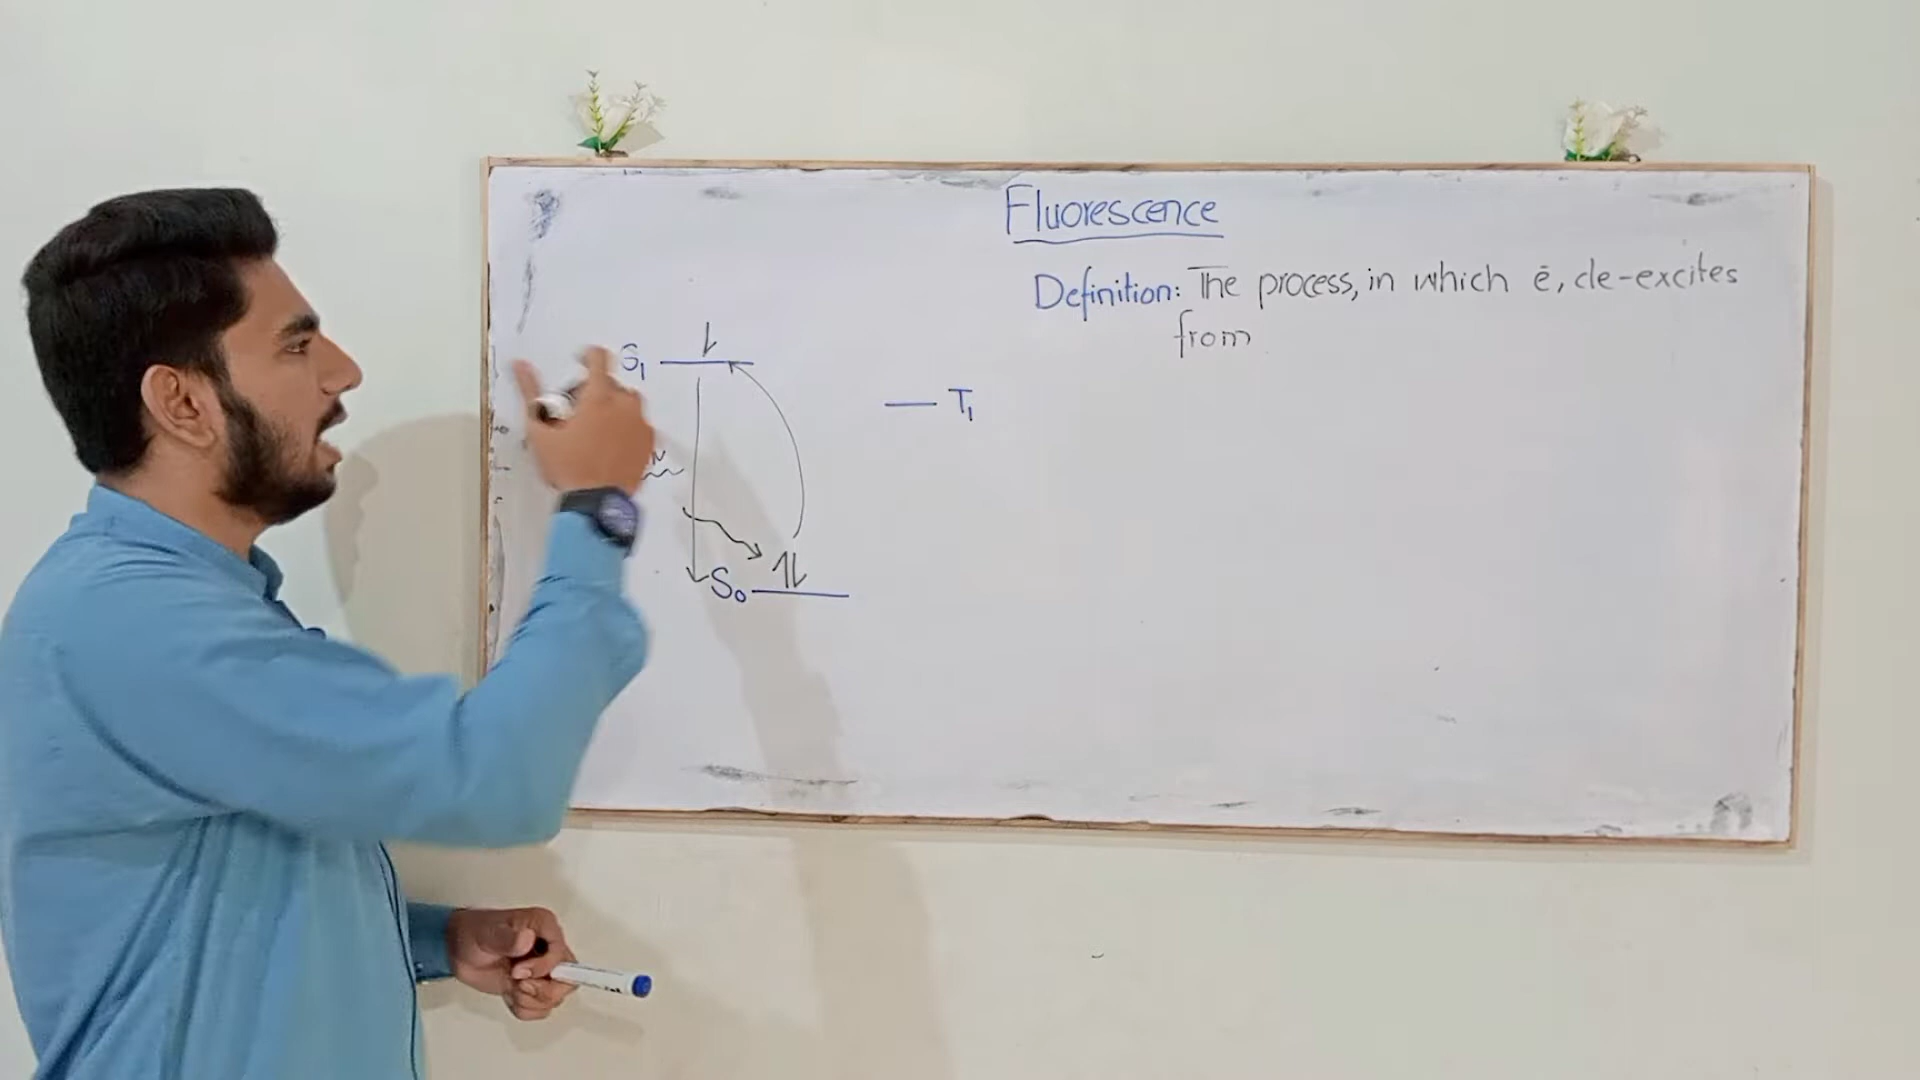 Fluorescence
Definition: The process, in which ē, de-excites
from
S₁
T₁
S₀